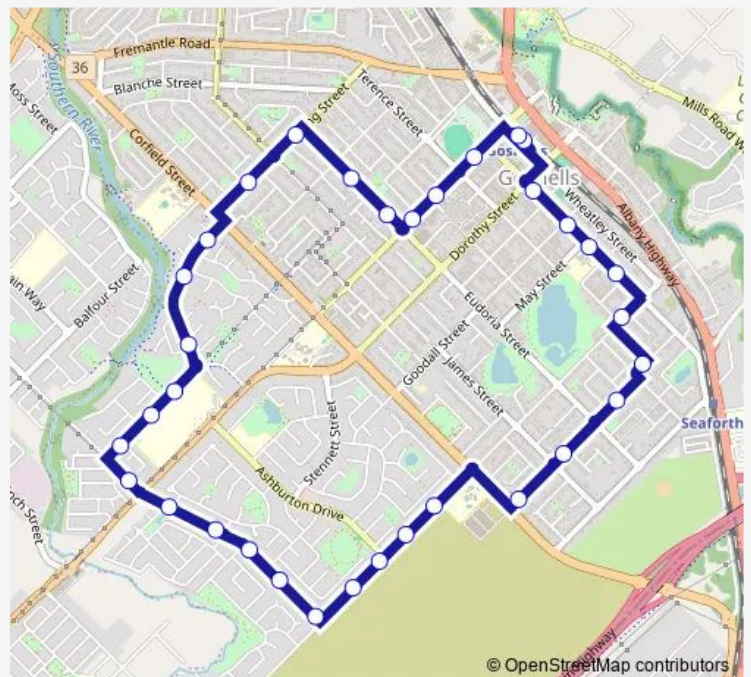 Fremantle Road
36
Blanche Street
Terence Street
Southern River
Moss Street
Corfield Street
Mills Road W
Wheatley Street
Albany Highway
Dorothy Street
Balfour Street
May Street
Eudoria Street
Goodall Street
James Street
Seaforth
Stennett Street
Ashburton Drive
© OpenStreetMap contributors